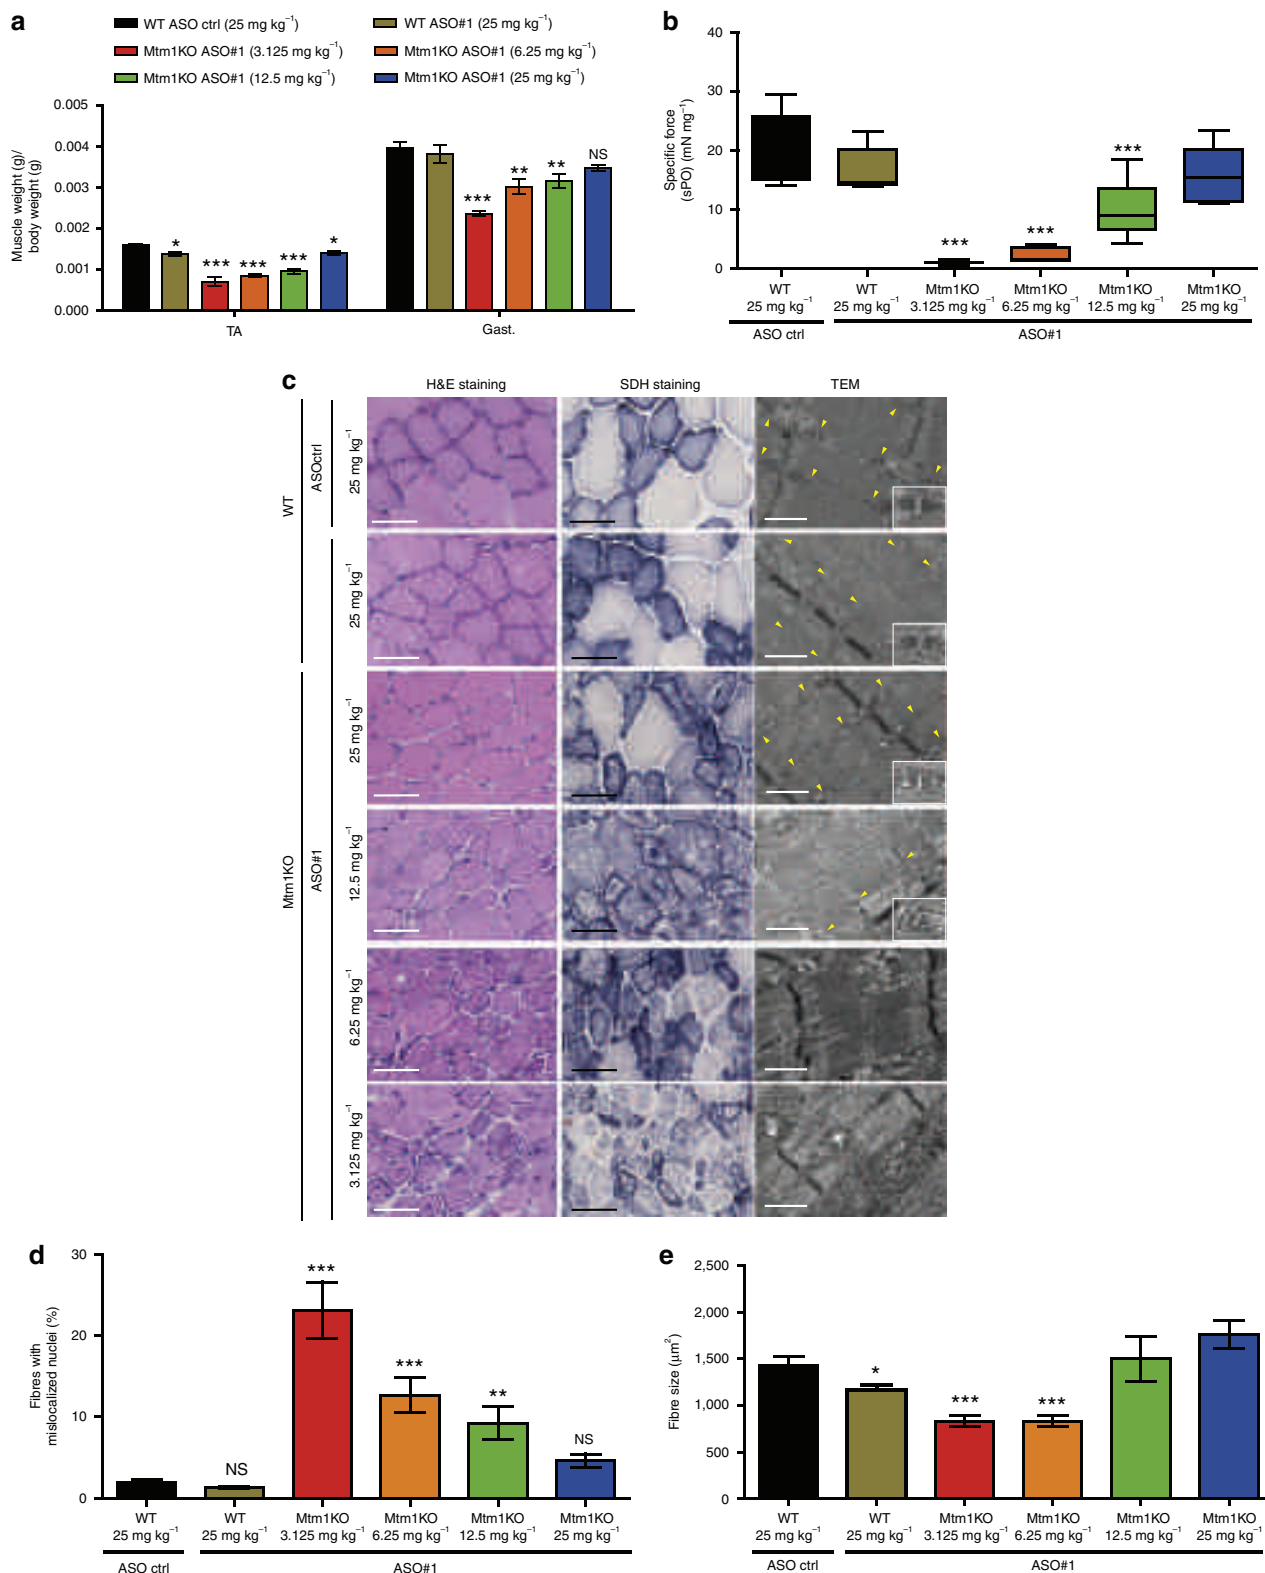 a
WT ASO ctrl (25 mg kg⁻¹)
WT ASO#1 (25 mg kg⁻¹)
Mtm1KO ASO#1 (3.125 mg kg⁻¹)
Mtm1KO ASO#1 (6.25 mg kg⁻¹)
Mtm1KO ASO#1 (12.5 mg kg⁻¹)
Mtm1KO ASO#1 (25 mg kg⁻¹)
Muscle weight (g)/
body weight (g)
0.005
0.004
0.003
0.002
0.001
0.000
* *** *** *** *
*** ** ** NS
TA
Gast.
b
Specific force
(sPO) (mN mg⁻¹)
40
30
20
10
0
*** *** ***
WT WT Mtm1KO Mtm1KO Mtm1KO Mtm1KO
25 mg kg⁻¹ 25 mg kg⁻¹ 3.125 mg kg⁻¹ 6.25 mg kg⁻¹ 12.5 mg kg⁻¹ 25 mg kg⁻¹
ASO ctrl ASO#1
c
H&E staining SDH staining TEM
WT
ASOctrl
25 mg kg⁻¹
25 mg kg⁻¹
Mtm1KO
ASO#1
25 mg kg⁻¹
12.5 mg kg⁻¹
6.25 mg kg⁻¹
3.125 mg kg⁻¹
d
Fibres with
mislocalized nuclei (%)
30
20
10
0
NS *** *** ** NS
WT WT Mtm1KO Mtm1KO Mtm1KO Mtm1KO
25 mg kg⁻¹ 25 mg kg⁻¹ 3.125 mg kg⁻¹ 6.25 mg kg⁻¹ 12.5 mg kg⁻¹ 25 mg kg⁻¹
ASO ctrl ASO#1
e
Fibre size (µm²)
2,500
2,000
1,500
1,000
500
0
* *** ***
WT WT Mtm1KO Mtm1KO Mtm1KO Mtm1KO
25 mg kg⁻¹ 25 mg kg⁻¹ 3.125 mg kg⁻¹ 6.25 mg kg⁻¹ 12.5 mg kg⁻¹ 25 mg kg⁻¹
ASO ctrl ASO#1